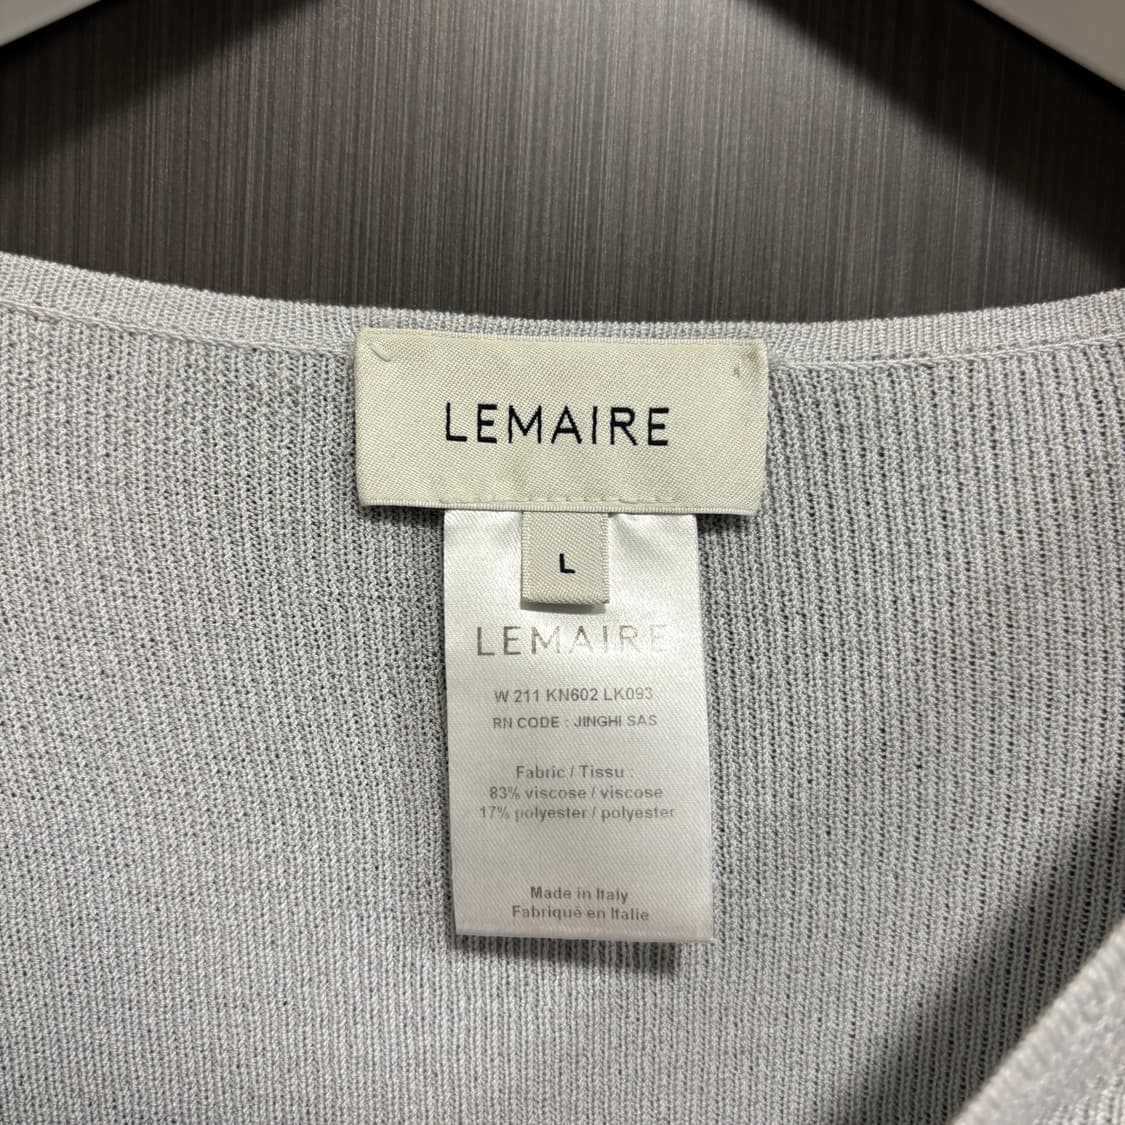 LEMAIRE
L
LEMAIRE
W 211 KN602 LK093
RN CODE : JINGHI SAS
Fabric / Tissu :
83% viscose / viscose
17% polyester / polyester
Made in Italy
Fabriqué en Italie